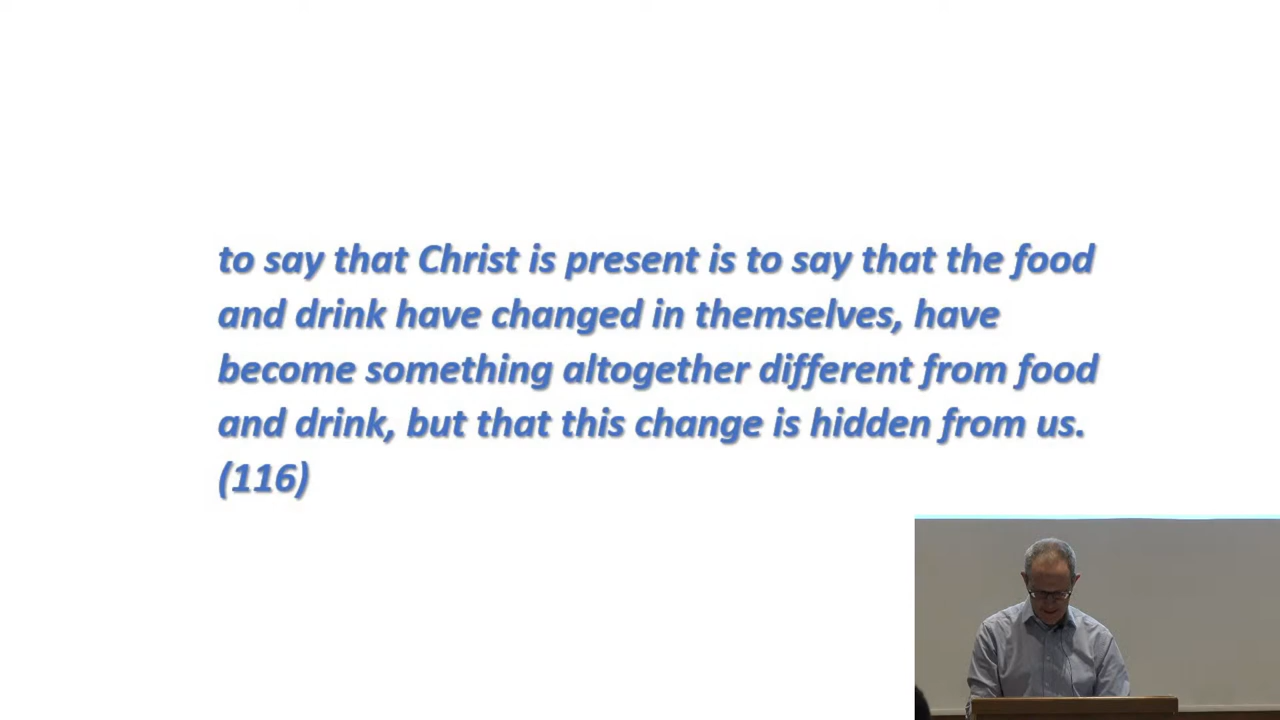 to say that Christ is present is to say that the food
and drink have changed in themselves, have
become something altogether different from food
and drink, but that this change is hidden from us.
(116)